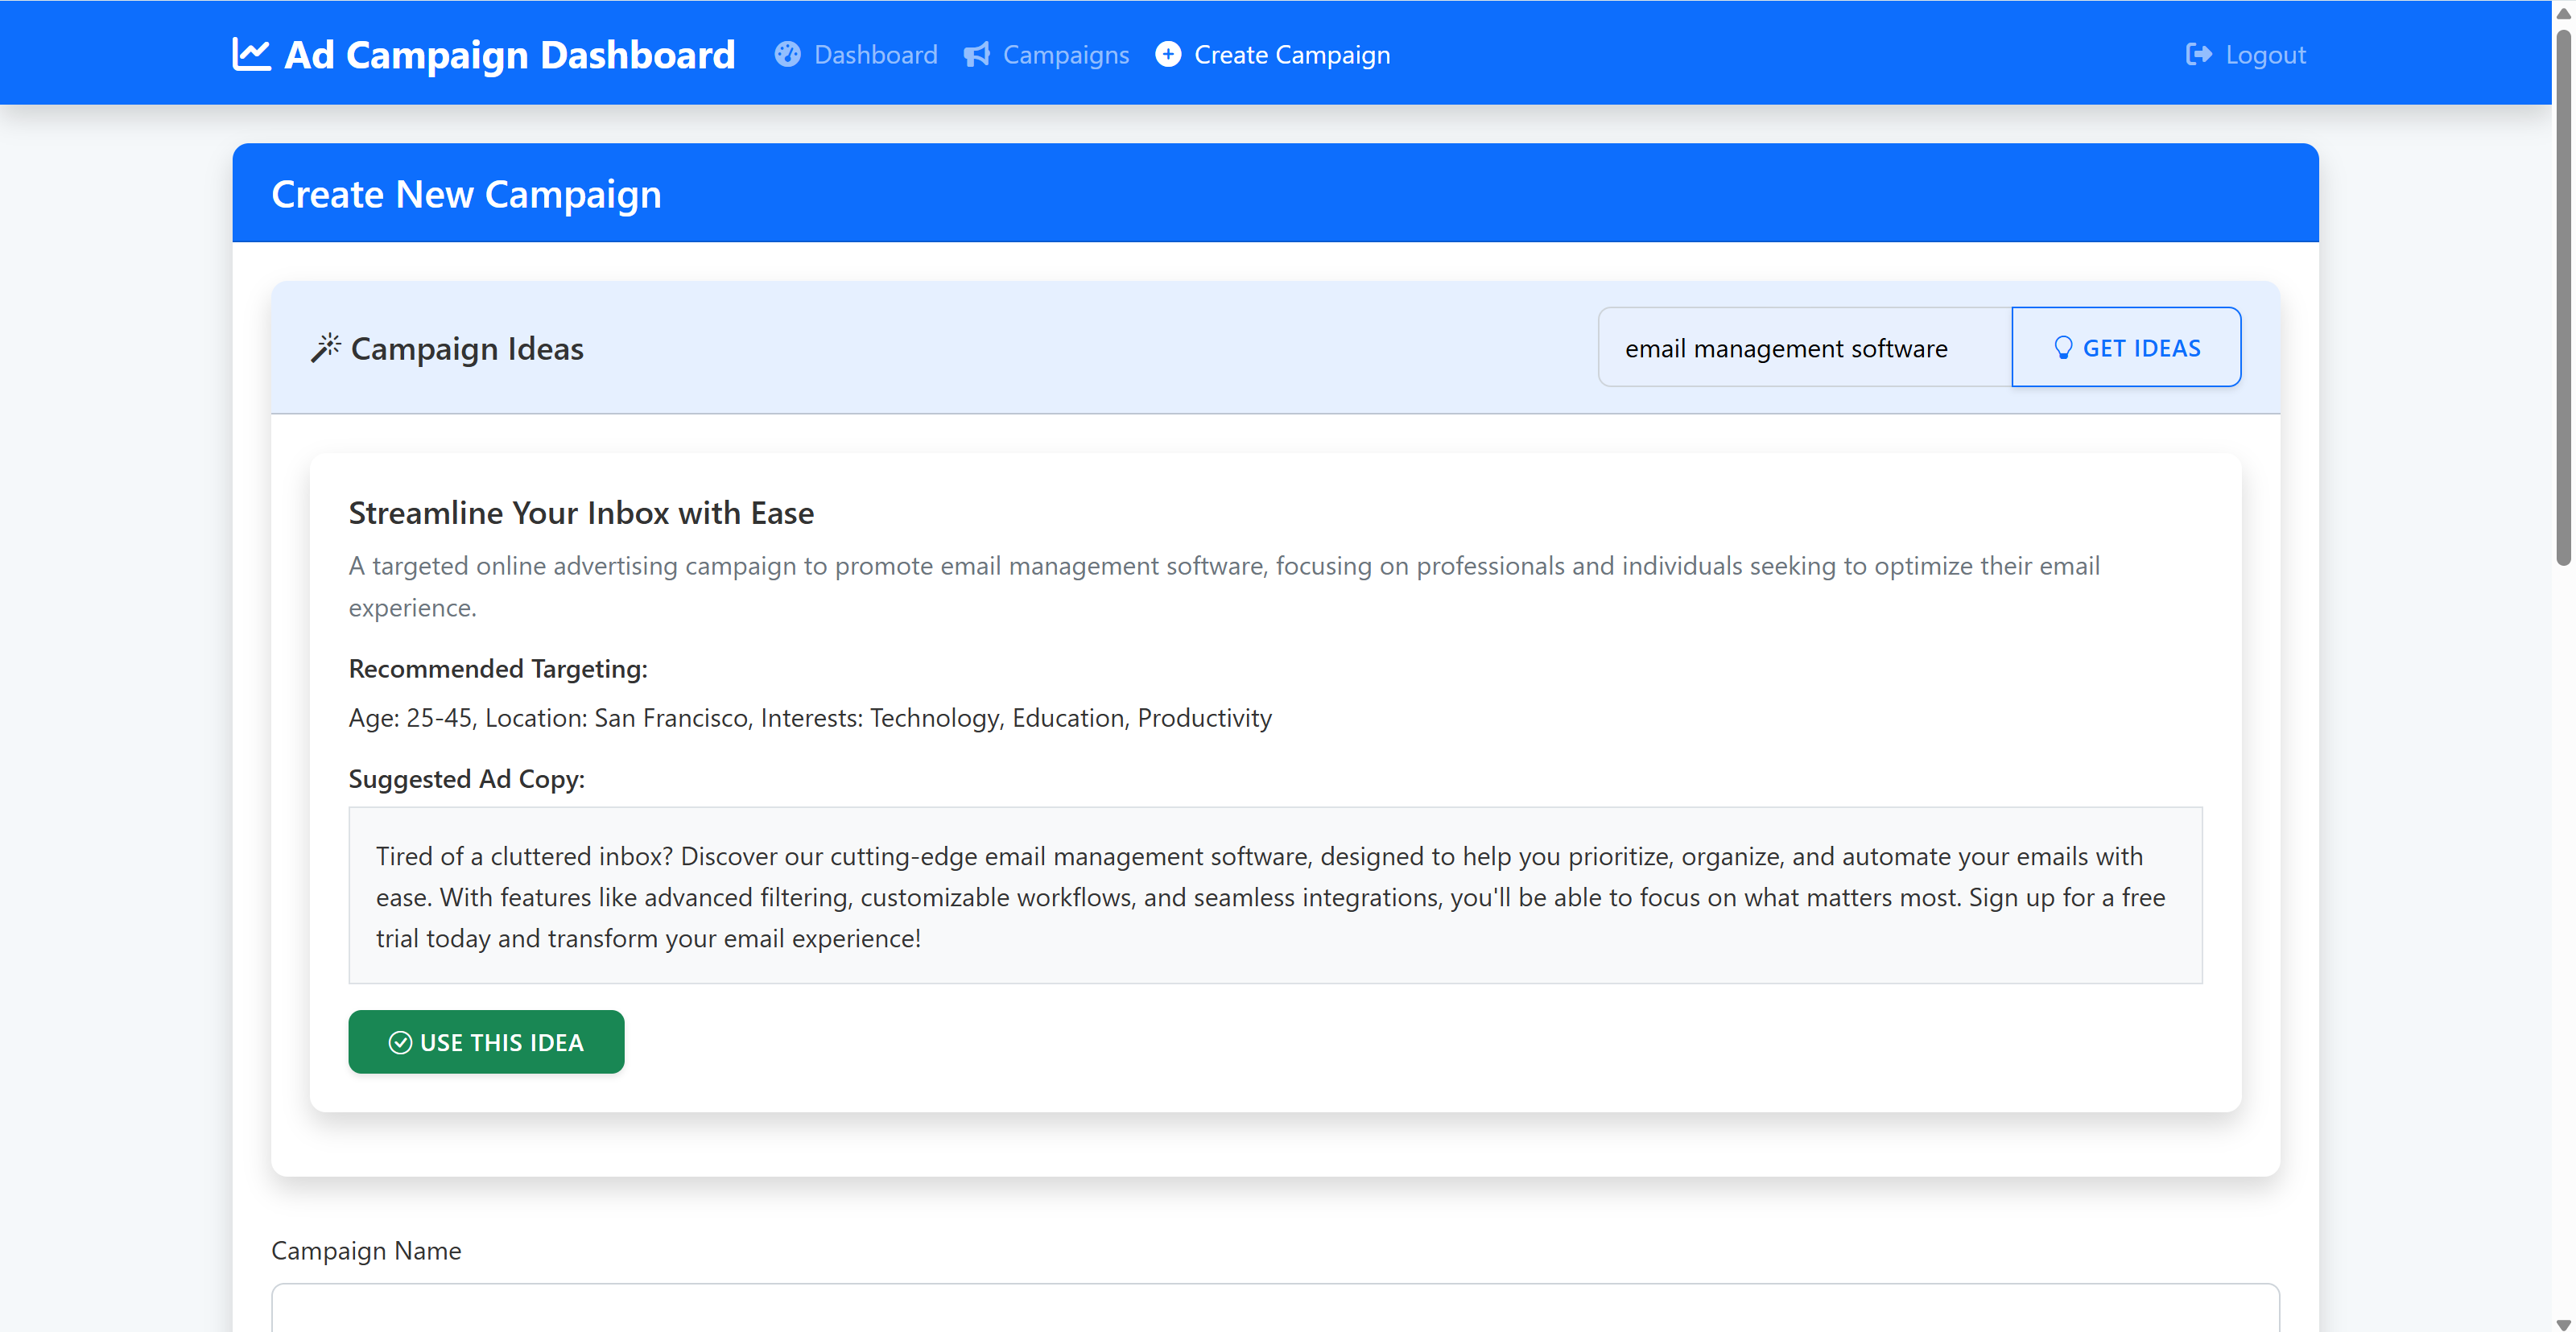 Ad Campaign Dashboard Dashboard Campaigns Create Campaign Logout
Create New Campaign
Campaign Ideas
email management software GET IDEAS
Streamline Your Inbox with Ease
A targeted online advertising campaign to promote email management software, focusing on professionals and individuals seeking to optimize their email
experience.
Recommended Targeting:
Age: 25-45, Location: San Francisco, Interests: Technology, Education, Productivity
Suggested Ad Copy:
Tired of a cluttered inbox? Discover our cutting-edge email management software, designed to help you prioritize, organize, and automate your emails with
ease. With features like advanced filtering, customizable workflows, and seamless integrations, you'll be able to focus on what matters most. Sign up for a free
trial today and transform your email experience!
USE THIS IDEA
Campaign Name